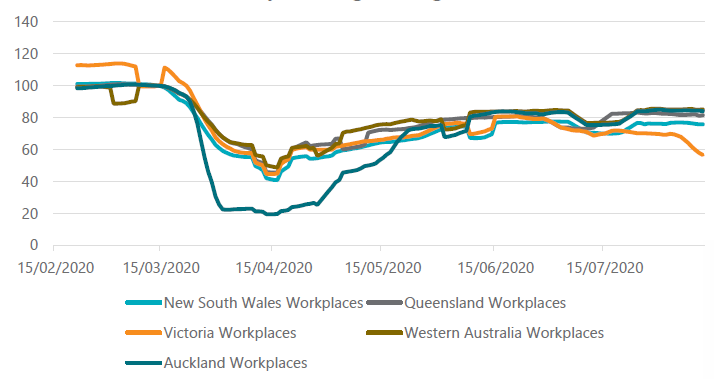 140
120
100
80
60
40
20
0
15/02/2020 15/03/2020 15/04/2020 15/05/2020 15/06/2020 15/07/2020
New South Wales Workplaces Queensland Workplaces
Victoria Workplaces Western Australia Workplaces
Auckland Workplaces